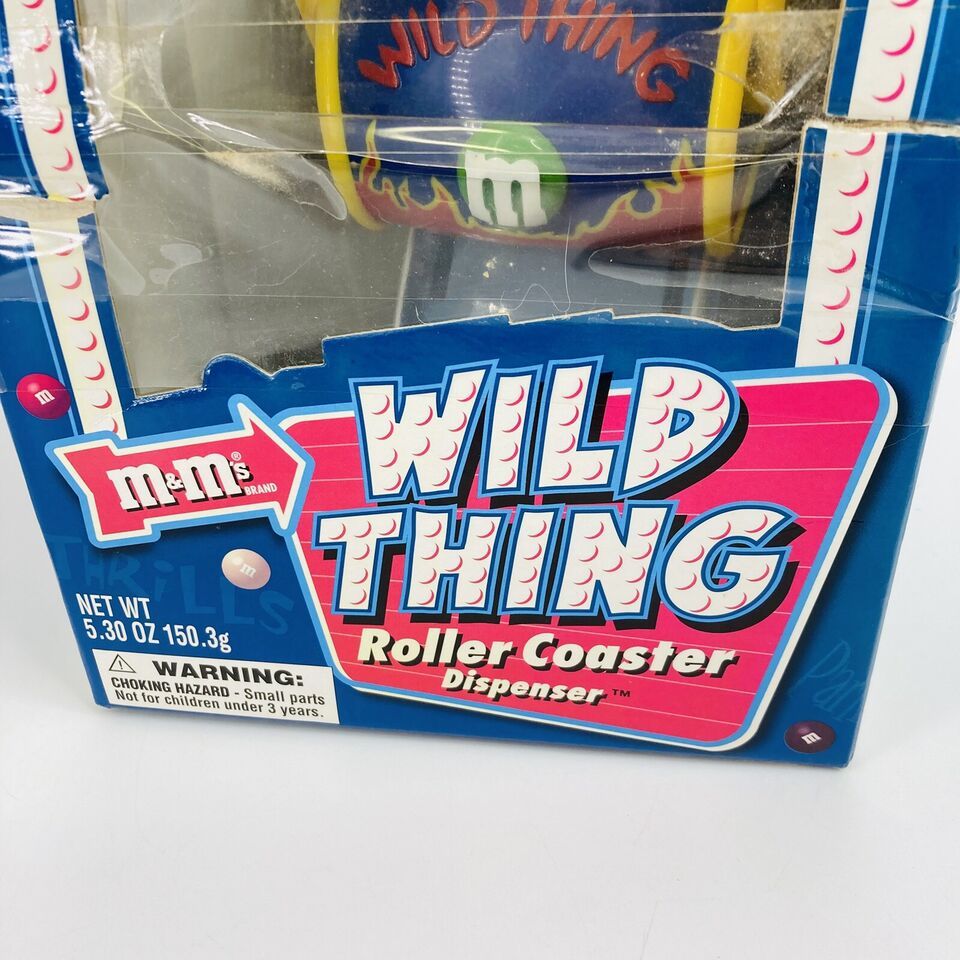 WILD THING
m
m
m&m's®
BRAND
WILD
THING
m
THRiLLS
Roller Coaster
Dispenser™
NET WT
5.30 OZ 150.3g
WARNING:
CHOKING HAZARD - Small parts
Not for children under 3 years.
m